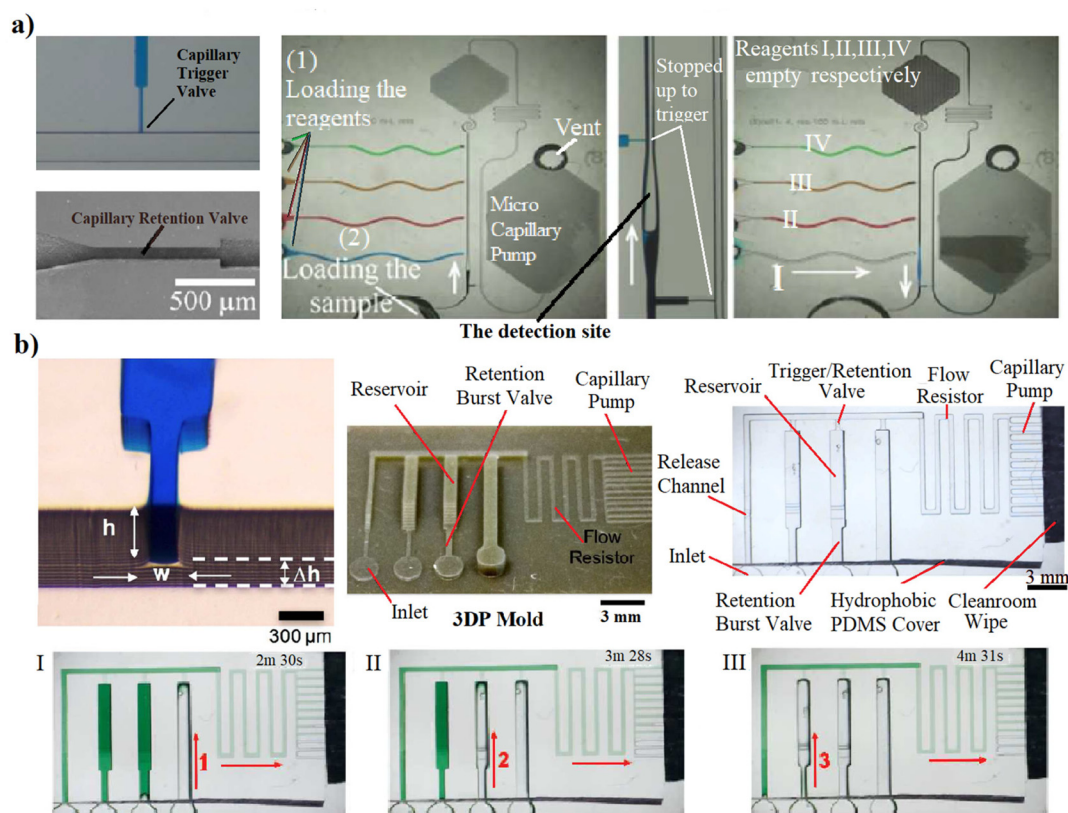 a)
Capillary
Trigger
Valve
Capillary Retention Valve
500 μm
(1)
Loading the
reagents
Vent
Micro
Capillary
Pump
(2)
Loading the
sample
Stopped
up to
trigger
The detection site
Reagents I,II,III,IV
empty respectively
IV
III
II
I
b)
h
w
Δh
300 μm
Reservoir
Retention
Burst Valve
Capillary
Pump
Flow
Resistor
Inlet
3DP Mold
3 mm
Reservoir
Trigger/Retention
Valve
Flow
Resistor
Capillary
Pump
Release
Channel
Inlet
Retention
Burst Valve
Hydrophobic
PDMS Cover
Cleanroom
Wipe
3 mm
I
2m 30s
1
II
3m 28s
2
III
4m 31s
3